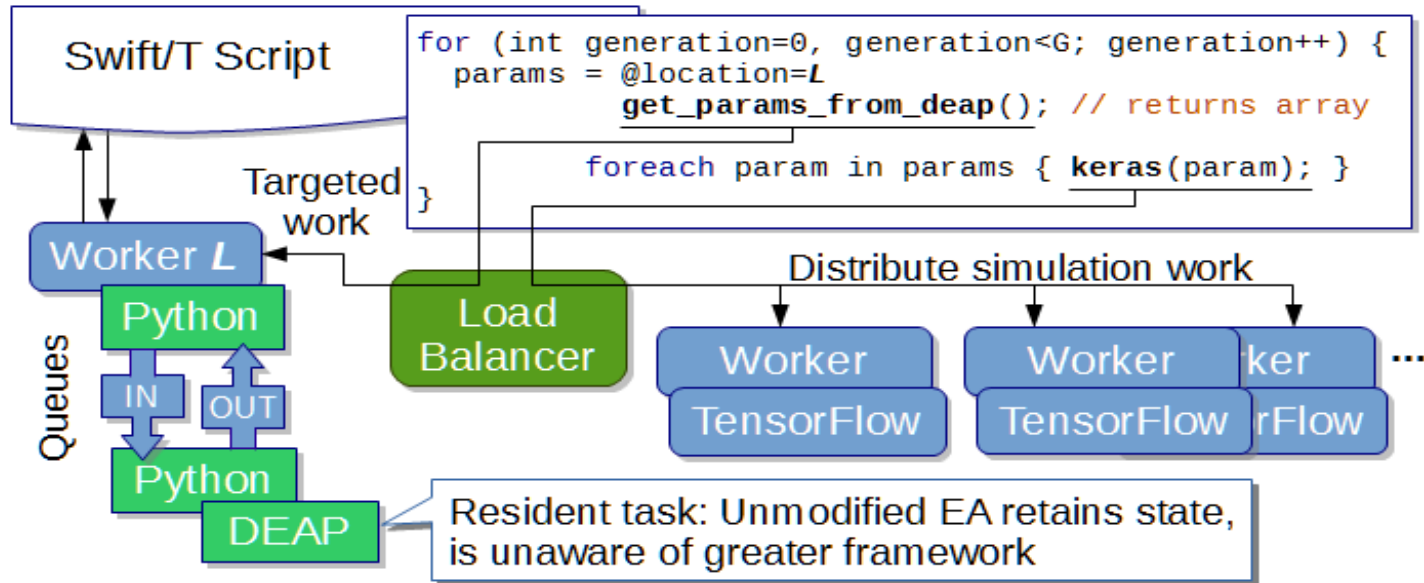 Swift/T Script
for (int generation=0, generation<G; generation++) {
params = @location=L
get_params_from_deap(); // returns array
foreach param in params { keras(param); }
}
Targeted
work
Worker L
Python
Queues
IN
OUT
Python
DEAP
Load
Balancer
Distribute simulation work
Worker
TensorFlow
Worker
TensorFlow
rker
rFlow
...
Resident task: Unmodified EA retains state,
is unaware of greater framework